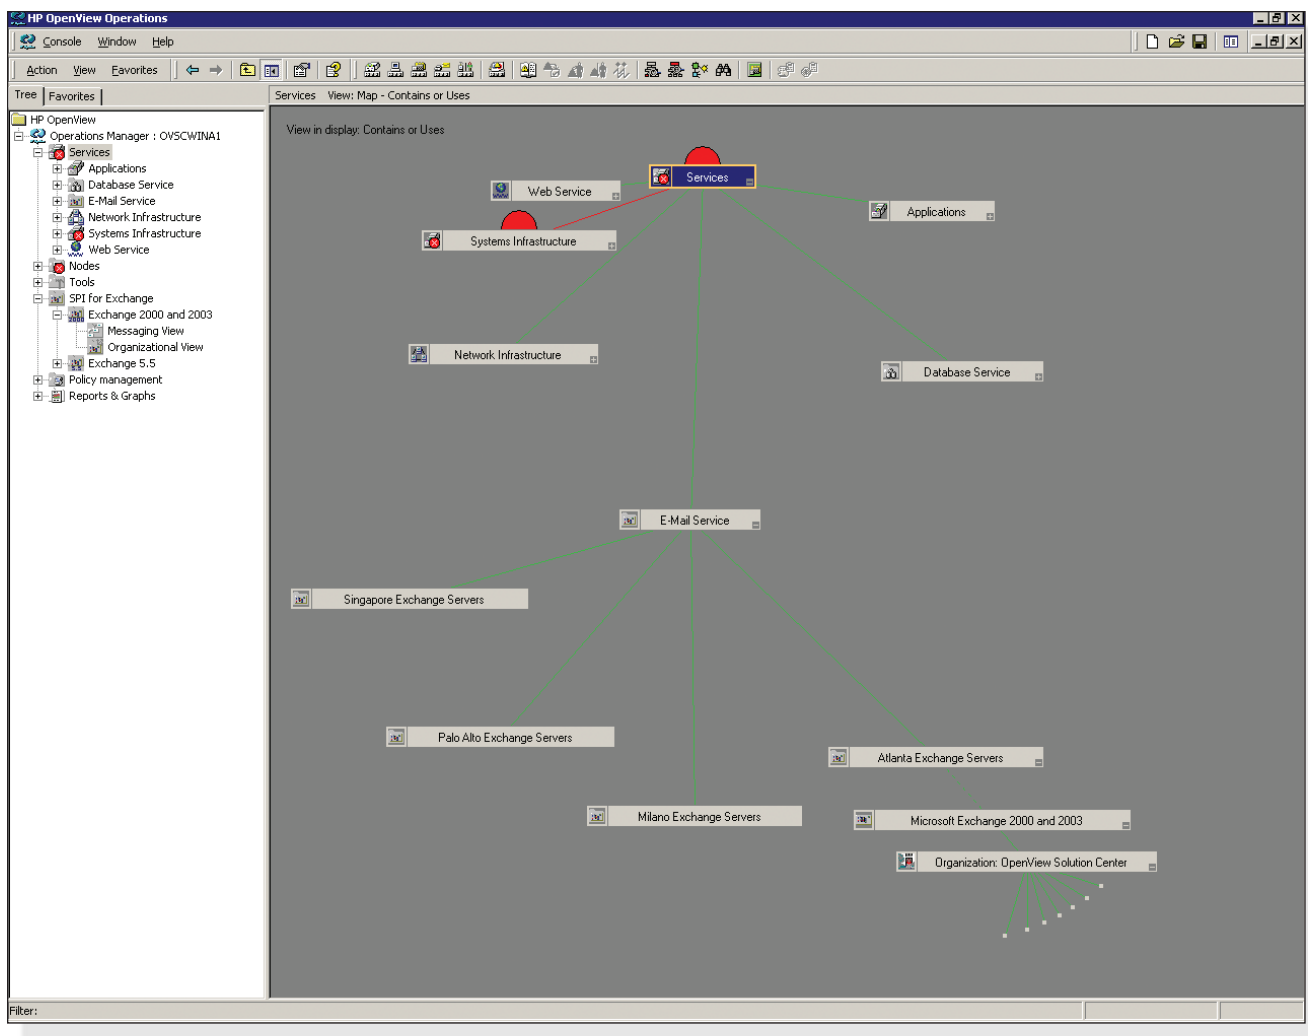 HP OpenView Operations
Console Window Help
Action View Favorites
Tree Favorites
Services View: Map - Contains or Uses
HP OpenView
Operations Manager : OVSCWINA1
Services
Applications
Database Service
E-Mail Service
Network Infrastructure
Systems Infrastructure
Web Service
Nodes
Tools
SPI for Exchange
Exchange 2000 and 2003
Messaging View
Organizational View
Exchange 5.5
Policy management
Reports & Graphs
View in display: Contains or Uses
Services
Web Service
Applications
Systems Infrastructure
Network Infrastructure
Database Service
E-Mail Service
Singapore Exchange Servers
Palo Alto Exchange Servers
Atlanta Exchange Servers
Milano Exchange Servers
Microsoft Exchange 2000 and 2003
Organization: OpenView Solution Center
Filter: